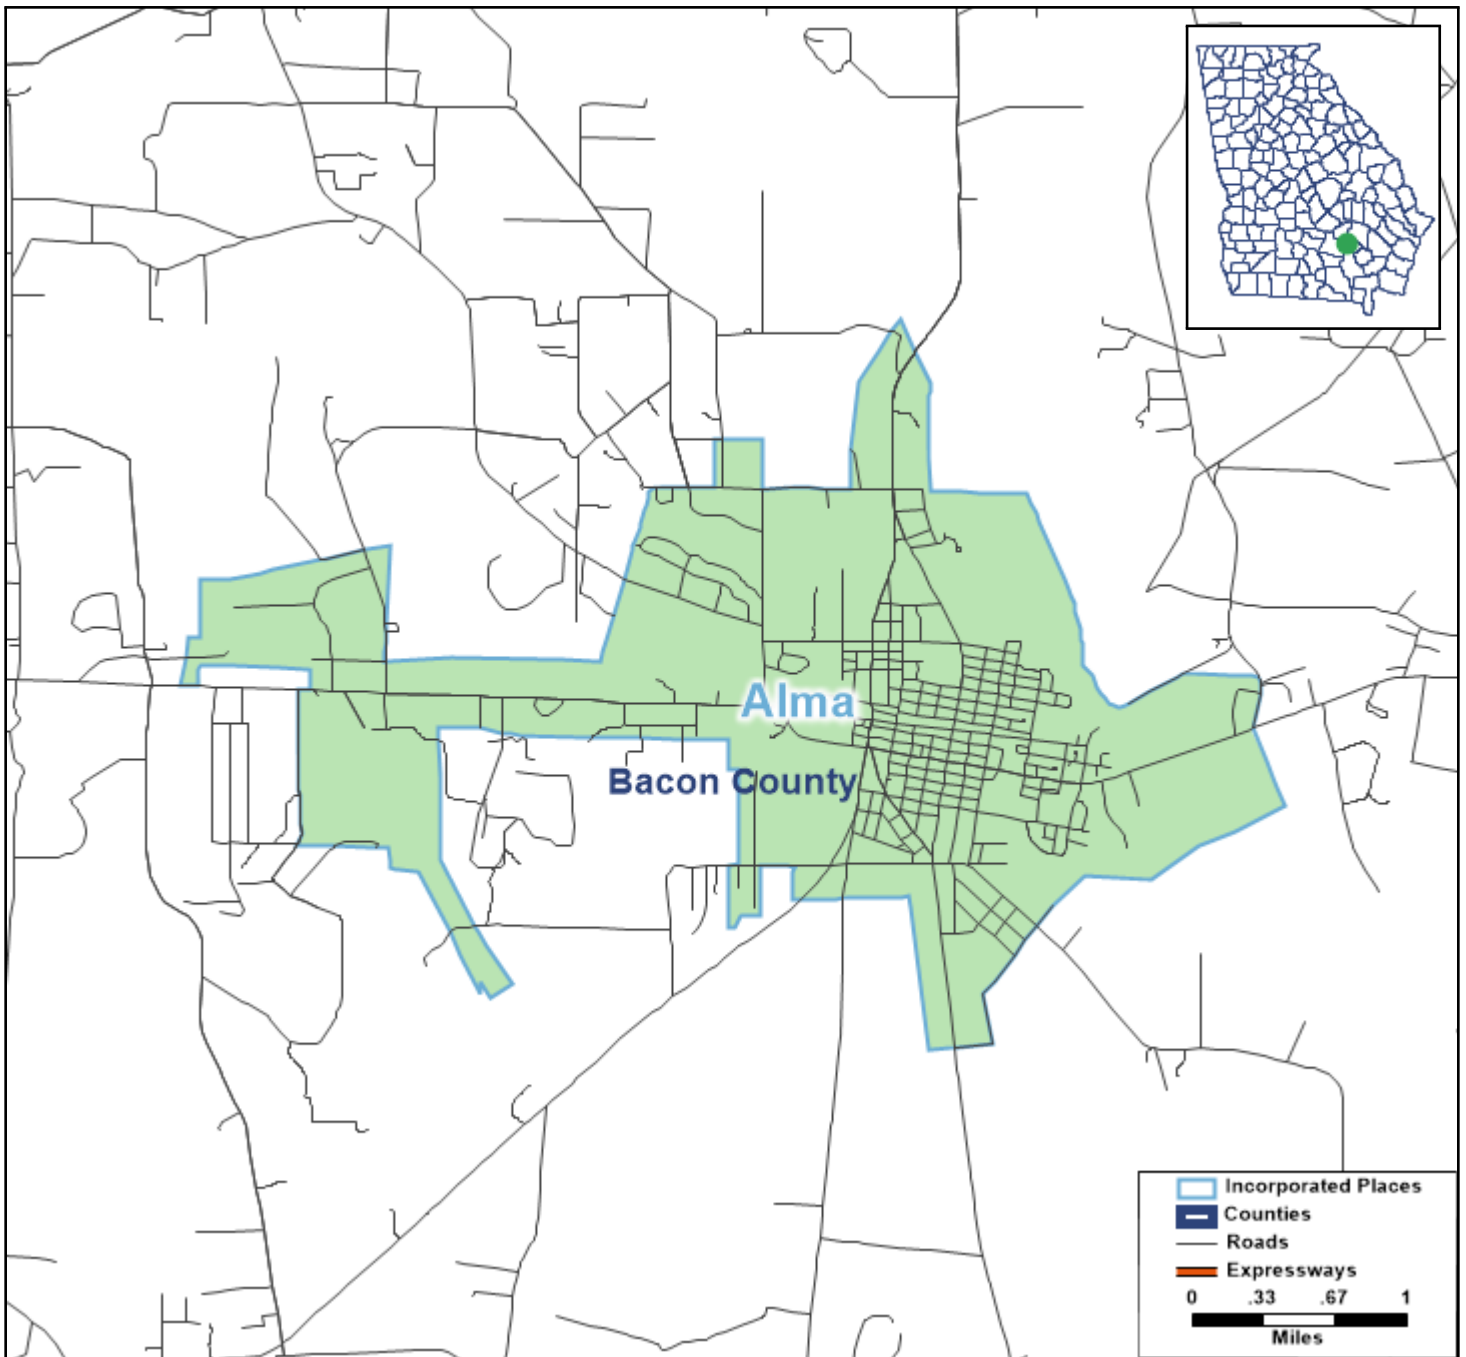 Alma
Bacon County
Incorporated Places
Counties
Roads
Expressways
0 .33 .67 1
Miles